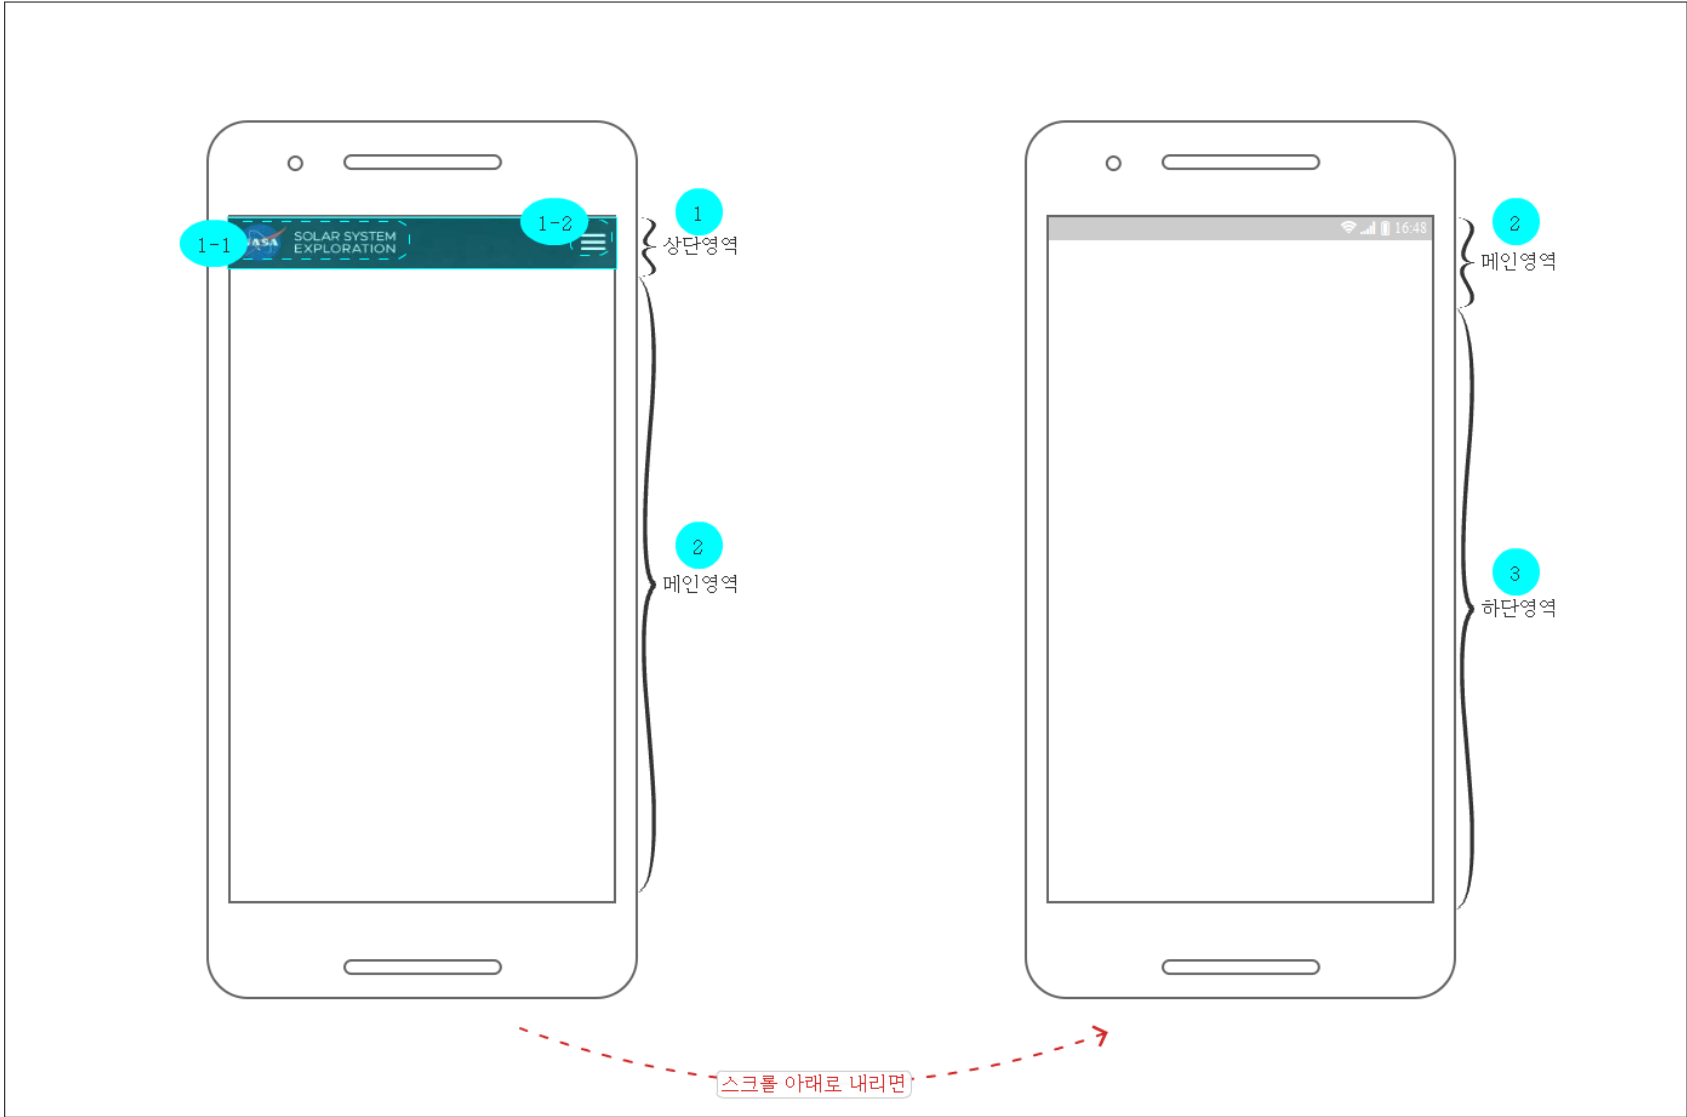 1
1-2
1-1
NASA
SOLAR SYSTEM
EXPLORATION
상단영역
2
메인영역
16:48
2
메인영역
3
하단영역
스크롤 아래로 내리면